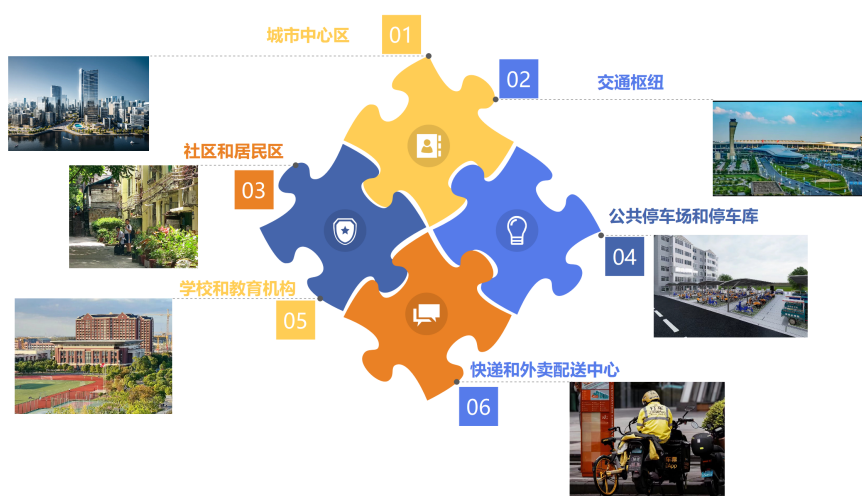 城市中心区
01
02
交通枢纽
社区和居民区
03
公共停车场和停车库
04
学校和教育机构
05
快递和外卖配送中心
06